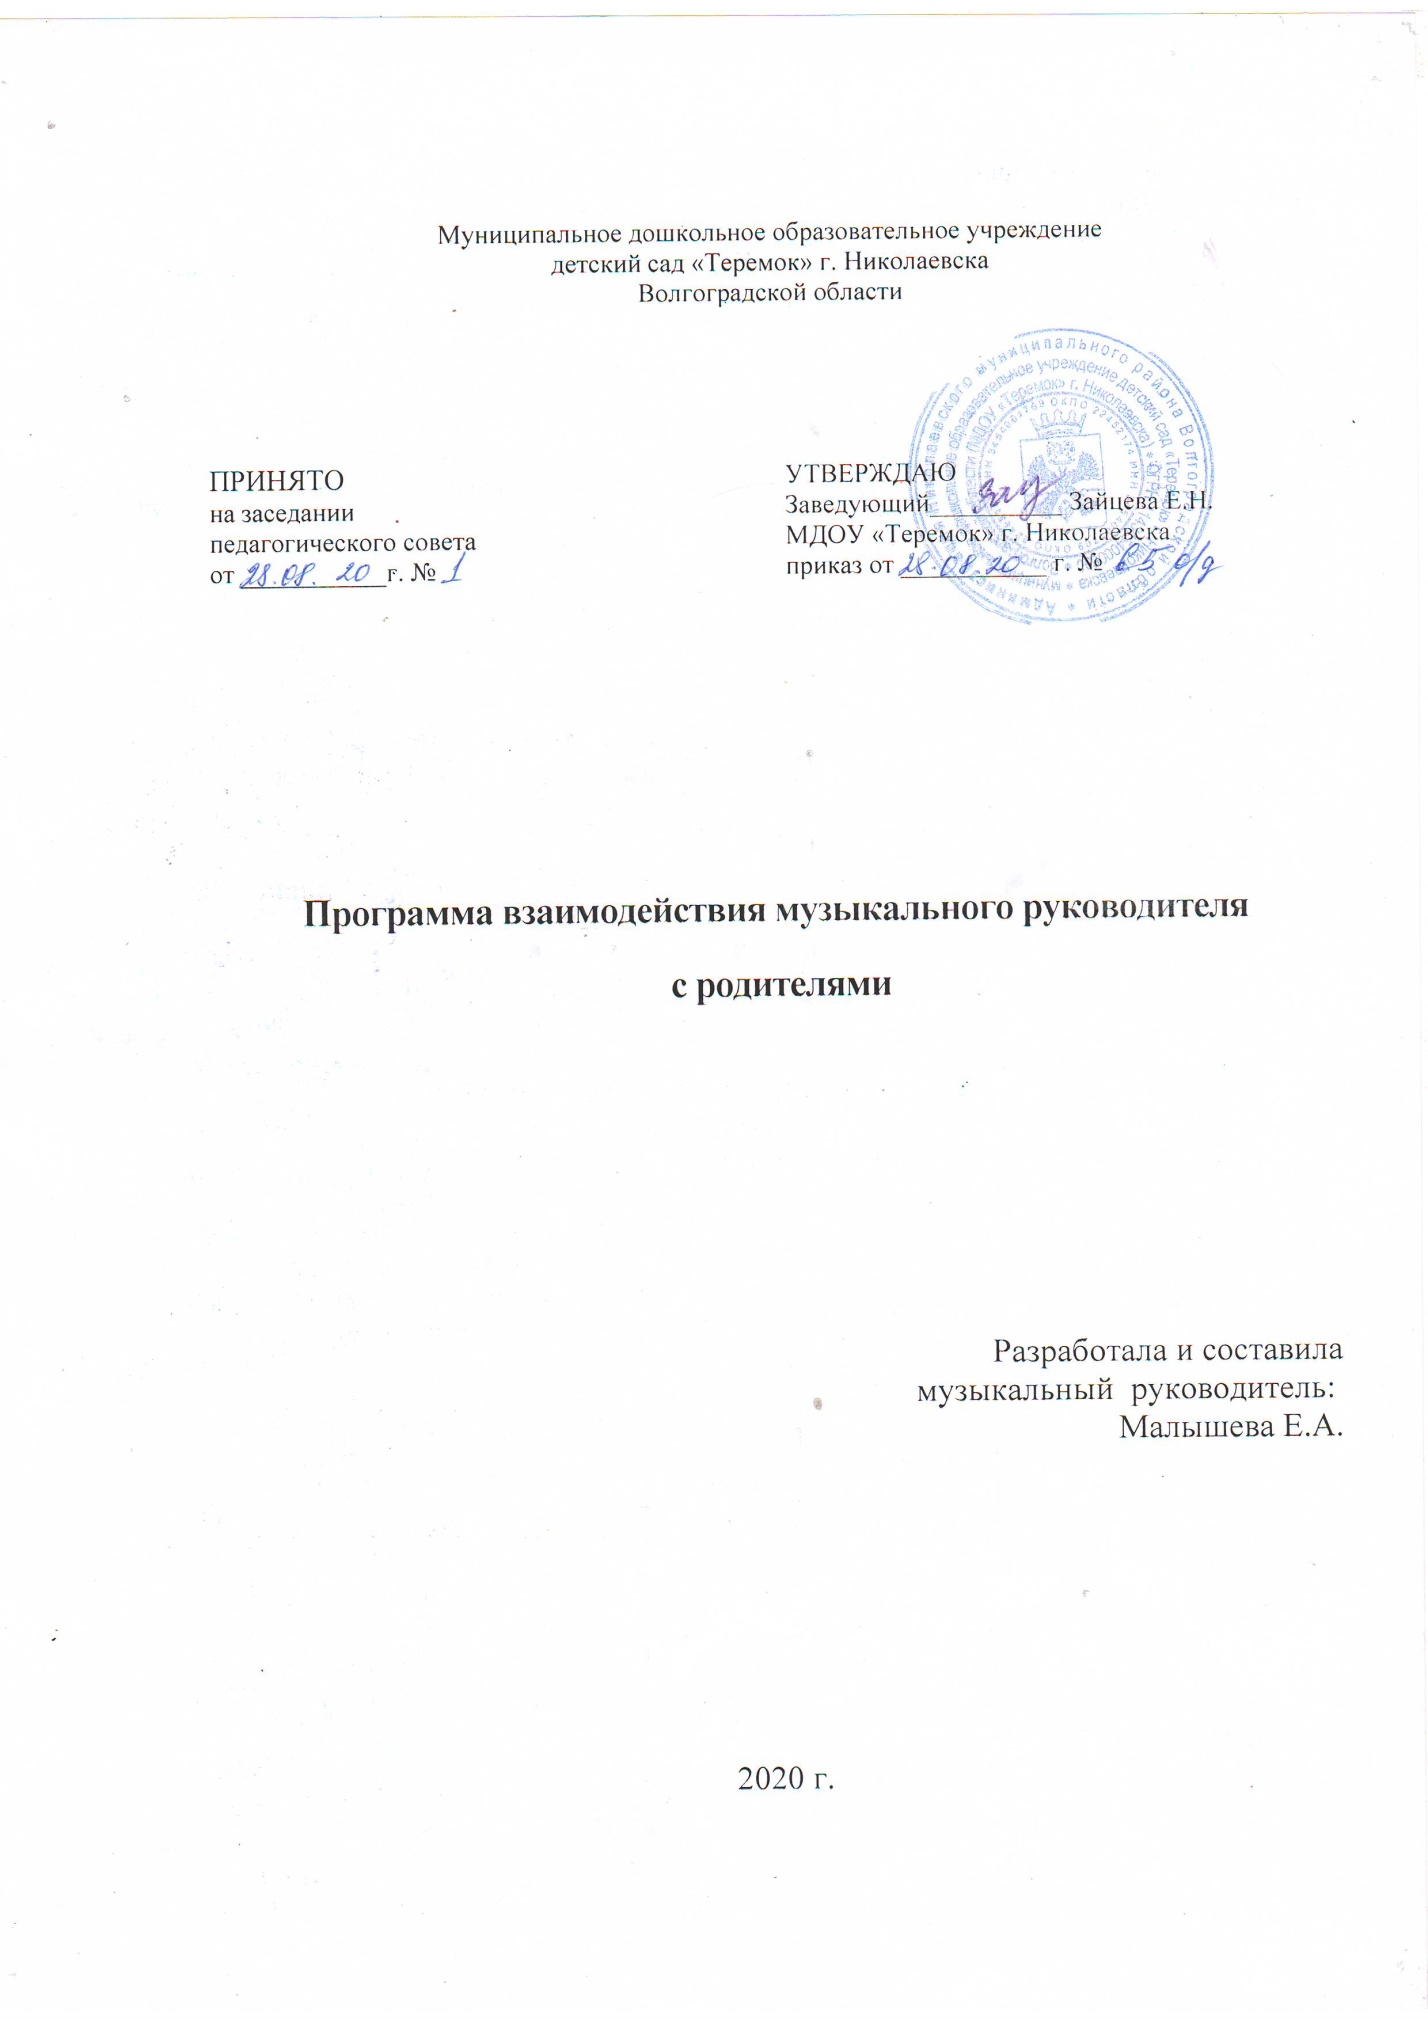 Муниципальное дошкольное образовательное учреждение
детский сад «Теремок» г. Николаевска
Волгоградской области
ПРИНЯТО
на заседании
педагогического совета
от 28.08. 20 г. № 1
УТВЕРЖДАЮ
Заведующий__________ Зайцева Е.Н.
МДОУ «Теремок» г. Николаевска
приказ от 28.08.20 г. № 65 о/д
Программа взаимодействия музыкального руководителя
с родителями
Разработала и составила
музыкальный руководитель:
Малышева Е.А.
2020 г.